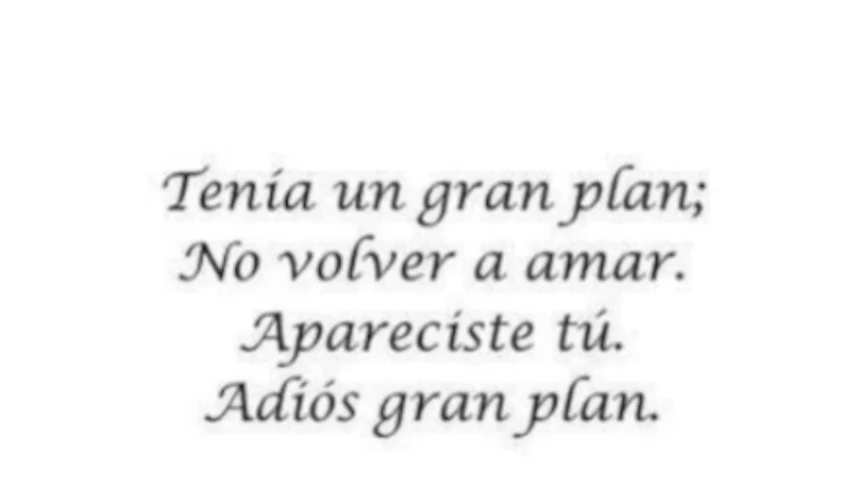 Tenía un gran plan;
No volver a amar.
Apareciste tú.
Adiós gran plan.